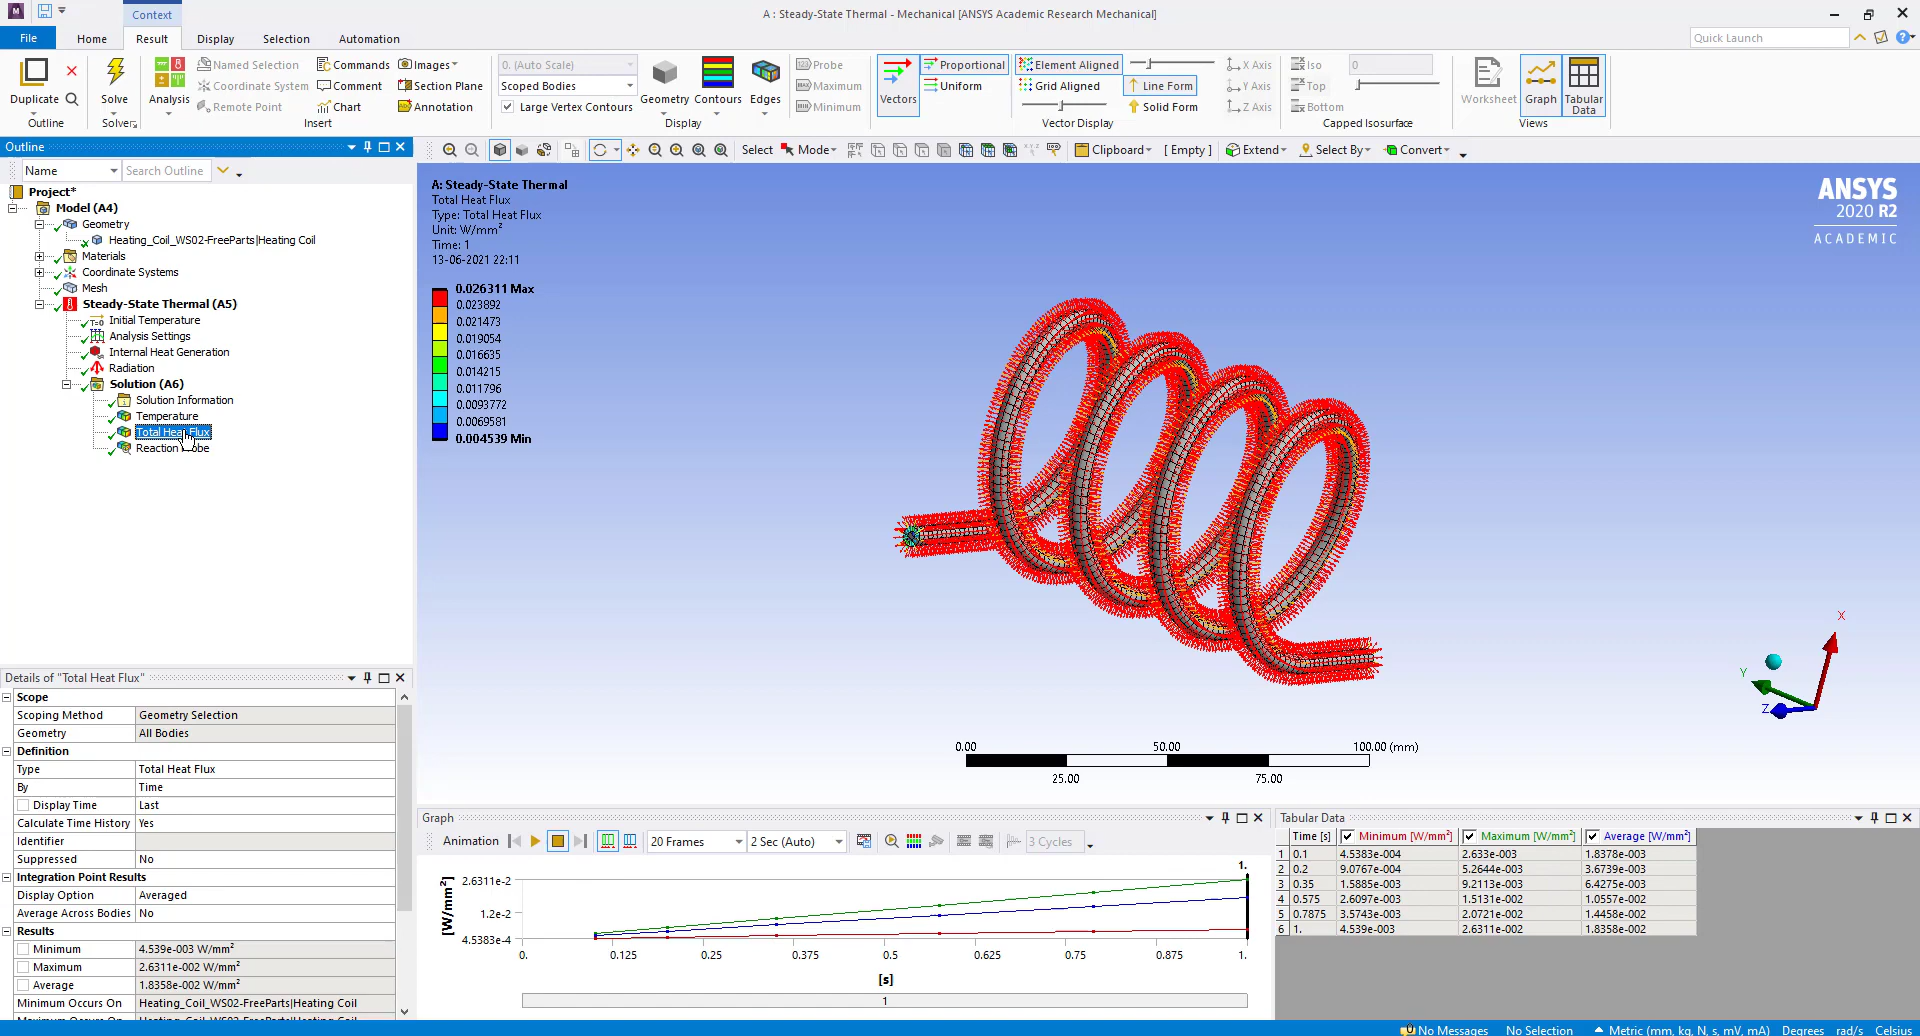 Context
A : Steady-State Thermal - Mechanical [ANSYS Academic Research Mechanical]
File Home Result Display Selection Automation
Quick Launch
Duplicate
Outline
Solve
Solver
Analysis
Named Selection Commands Images
Coordinate System Comment Section Plane
Remote Point Chart Annotation
Insert
0. (Auto Scale)
Scoped Bodies
Large Vertex Contours
Geometry Contours Edges
Display
Probe
Maximum
Minimum
Vectors
Proportional
Uniform
Element Aligned
Grid Aligned
Line Form
Solid Form
X Axis
Y Axis
Z Axis
Vector Display
Iso 0
Top
Bottom
Capped Isosurface
Worksheet Graph Tabular Data
Views
Outline
Name Search Outline
Select Mode Clipboard [ Empty ] Extend Select By Convert
Project*
Model (A4)
Geometry
Heating_Coil_WS02-FreeParts|Heating Coil
Materials
Coordinate Systems
Mesh
Steady-State Thermal (A5)
Initial Temperature
Analysis Settings
Internal Heat Generation
Radiation
Solution (A6)
Solution Information
Temperature
Total Heat Flux
Reaction Probe
A: Steady-State Thermal
Total Heat Flux
Type: Total Heat Flux
Unit: W/mm²
Time: 1
13-06-2021 22:11
0.026311 Max
0.023892
0.021473
0.019054
0.016635
0.014215
0.011796
0.0093772
0.0069581
0.004539 Min
ANSYS
2020 R2
ACADEMIC
X
Y
Z
0.00 50.00 100.00 (mm)
25.00 75.00
Details of "Total Heat Flux"
Scope
Scoping Method Geometry Selection
Geometry All Bodies
Definition
Type Total Heat Flux
By Time
Display Time Last
Calculate Time History Yes
Identifier
Suppressed No
Integration Point Results
Display Option Averaged
Average Across Bodies No
Results
Minimum 4.539e-003 W/mm²
Maximum 2.6311e-002 W/mm²
Average 1.8358e-002 W/mm²
Minimum Occurs On Heating_Coil_WS02-FreeParts|Heating Coil
Maximum Occurs On Heating_Coil_WS02-FreeParts|Heating Coil
Graph
Animation 20 Frames 2 Sec (Auto) 3 Cycles
1.
[W/mm²]
2.6311e-2
1.2e-2
4.5383e-4
0. 0.125 0.25 0.375 0.5 0.625 0.75 0.875 1.
[s]
1
Tabular Data
Time [s] Minimum [W/mm²] Maximum [W/mm²] Average [W/mm²]
1 0.1 4.5383e-004 2.633e-003 1.8378e-003
2 0.2 9.0767e-004 5.2644e-003 3.6739e-003
3 0.35 1.5885e-003 9.2113e-003 6.4275e-003
4 0.575 2.6097e-003 1.5131e-002 1.0557e-002
5 0.7875 3.5743e-003 2.0721e-002 1.4458e-002
6 1. 4.539e-003 2.6311e-002 1.8358e-002
No Messages No Selection Metric (mm, kg, N, s, mV, mA) Degrees rad/s Celsius